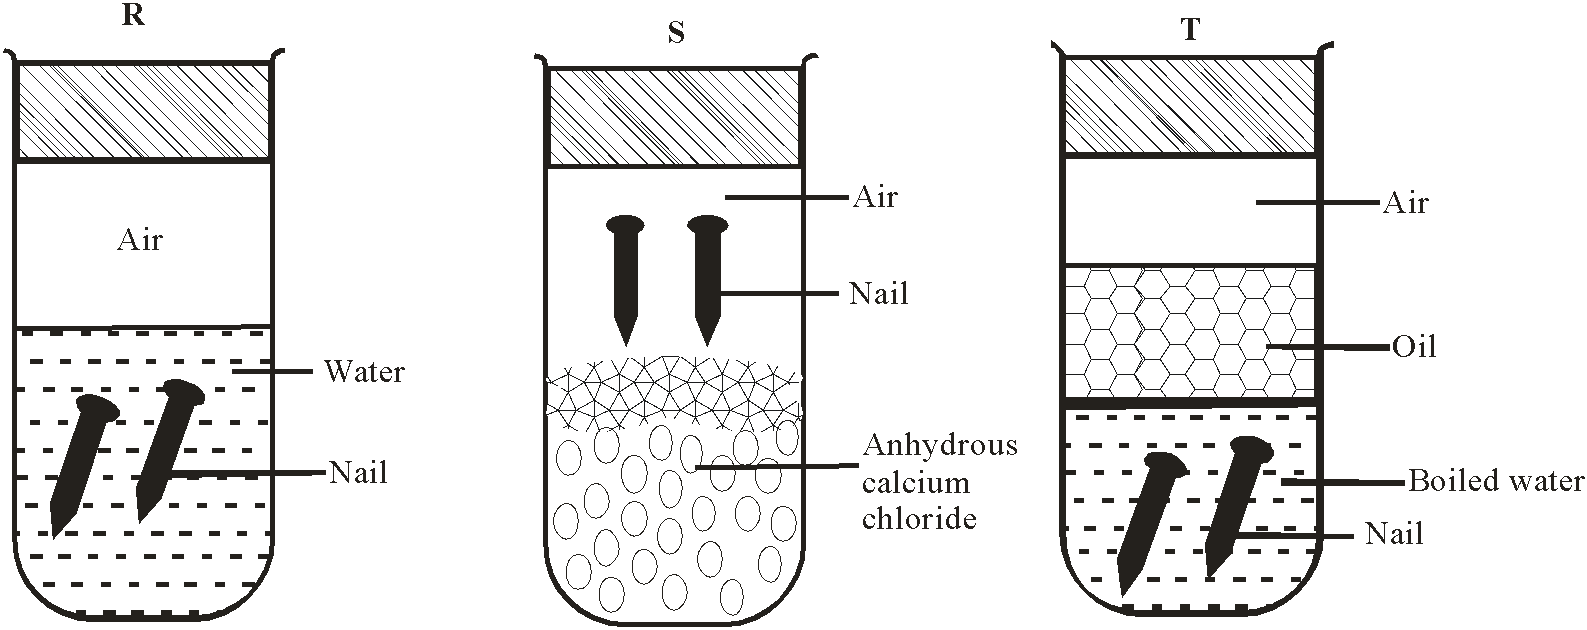 R
Air
Water
Nail
S
Air
Nail
Anhydrous
calcium
chloride
T
Air
Oil
Boiled water
Nail